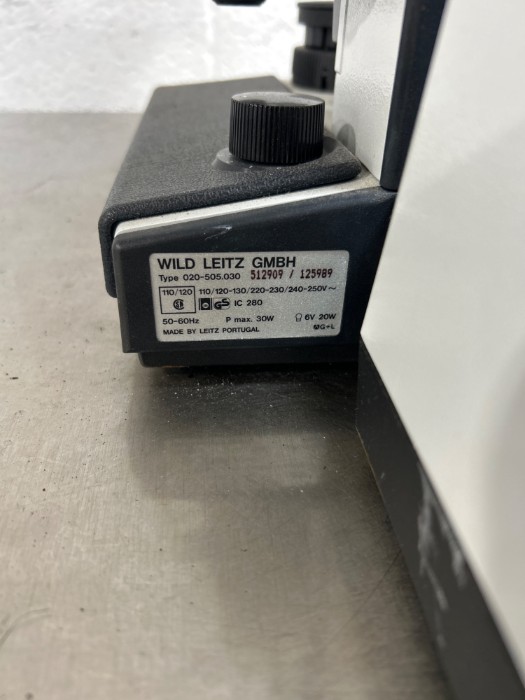 WILD LEITZ GMBH
Type 020-505.030 512909 / 125989
110/120 110/120-130/220-230/240-250V~
GS IC 280
50-60Hz P max. 30W 6V 20W
MADE BY LEITZ PORTUGAL G+L